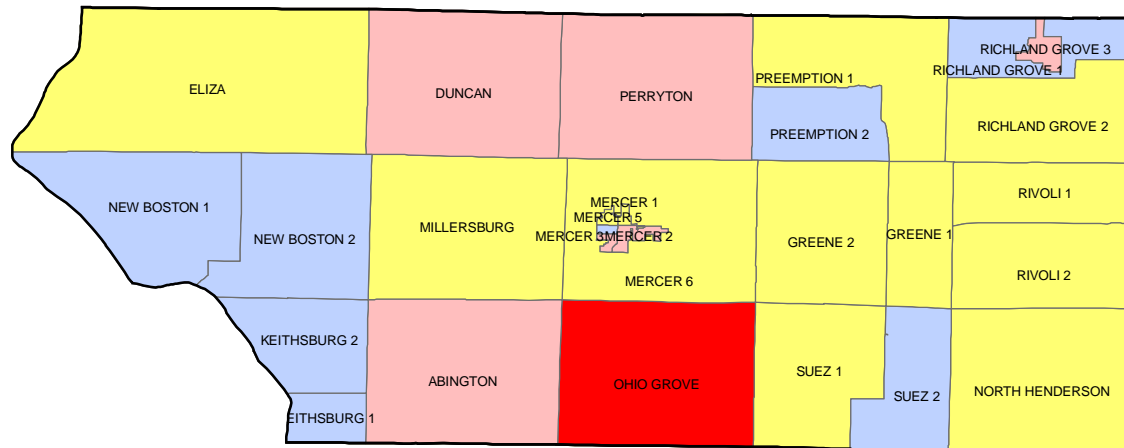 RICHLAND GROVE 3
RICHLAND GROVE 1
PREEMPTION 1
ELIZA
DUNCAN
PERRYTON
RICHLAND GROVE 2
PREEMPTION 2
RIVOLI 1
MERCER 1
NEW BOSTON 1
MERCER 5
MILLERSBURG
GREENE 1
MERCER 3MERCER 2
NEW BOSTON 2
GREENE 2
RIVOLI 2
MERCER 6
KEITHSBURG 2
SUEZ 1
ABINGTON
OHIO GROVE
NORTH HENDERSON
SUEZ 2
EITHSBURG 1